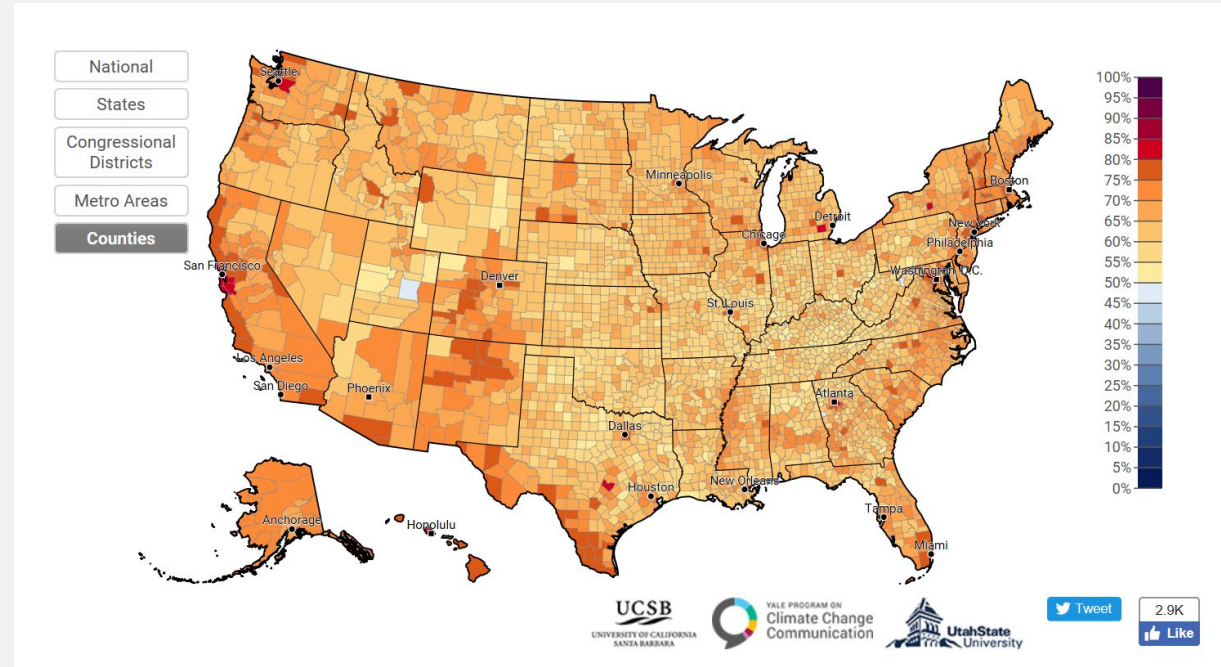 National
States
Congressional
Districts
Metro Areas
Counties
Seattle
San Francisco
Los Angeles
San Diego
Phoenix
Denver
Minneapolis
St. Louis
Chicago
Detroit
Boston
New York
Philadelphia
Washington, D.C.
Atlanta
Dallas
Houston
New Orleans
Tampa
Miami
Anchorage
Honolulu
100%
95%
90%
85%
80%
75%
70%
65%
60%
55%
50%
45%
40%
35%
30%
25%
20%
15%
10%
5%
0%
UCSB
UNIVERSITY OF CALIFORNIA
SANTA BARBARA
YALE PROGRAM ON
Climate Change
Communication
UtahState
University
Tweet
2.9K
Like